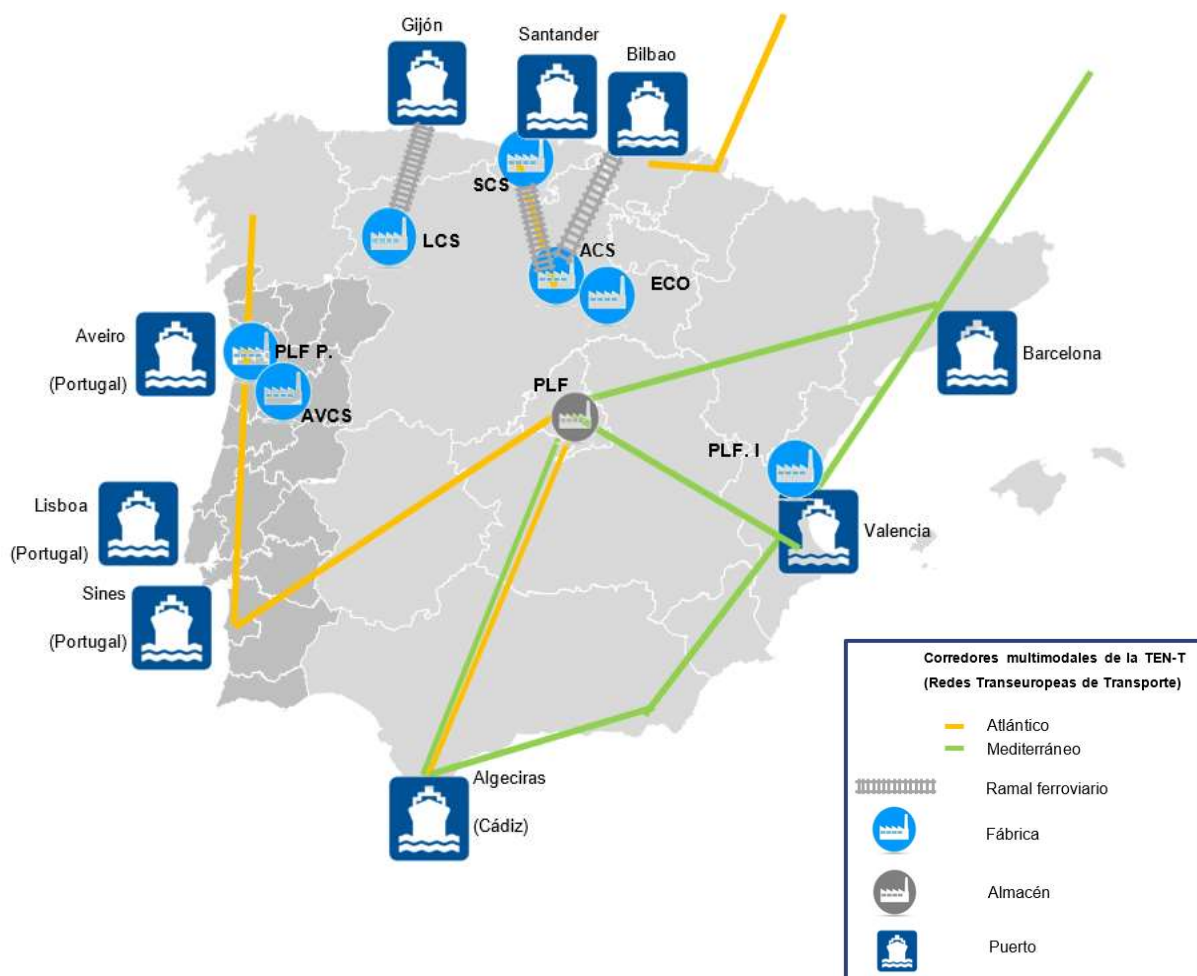 Gijón
Santander
Bilbao
SCS
LCS
ACS
ECO
Aveiro
(Portugal)
PLF P.
AVCS
PLF
Barcelona
PLF. I
Lisboa
(Portugal)
Valencia
Sines
(Portugal)
Algeciras
(Cádiz)
Corredores multimodales de la TEN-T
(Redes Transeuropeas de Transporte)
Atlántico
Mediterráneo
Ramal ferroviario
Fábrica
Almacén
Puerto